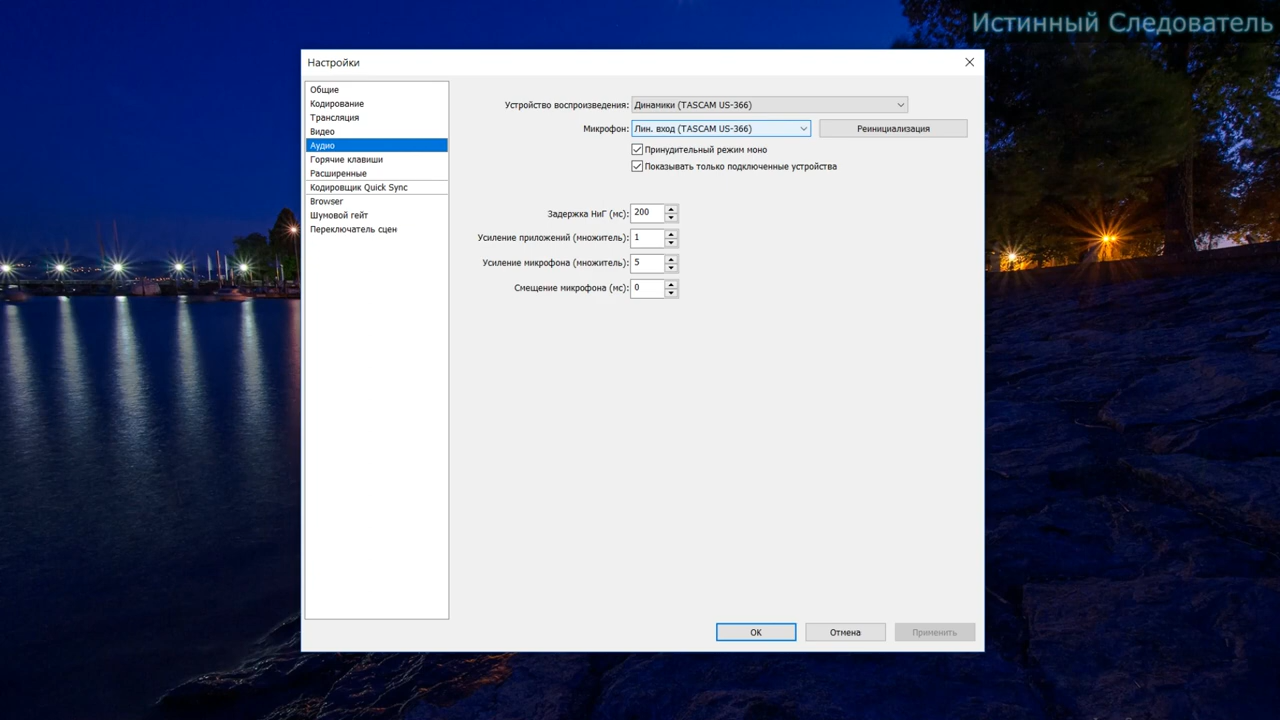 Истинный Следователь
Настройки
Общие
Кодирование
Трансляция
Видео
Аудио
Горячие клавиши
Расширенные
Кодировщик Quick Sync
Browser
Шумовой гейт
Переключатель сцен
Устройство воспроизведения: Динамики (TASCAM US-366)
Микрофон: Лин. вход (TASCAM US-366) Реинициализация
Принудительный режим моно
Показывать только подключенные устройства
Задержка НиГ (мс): 200
Усиление приложений (множитель): 1
Усиление микрофона (множитель): 5
Смещение микрофона (мс): 0
OK Отмена Применить